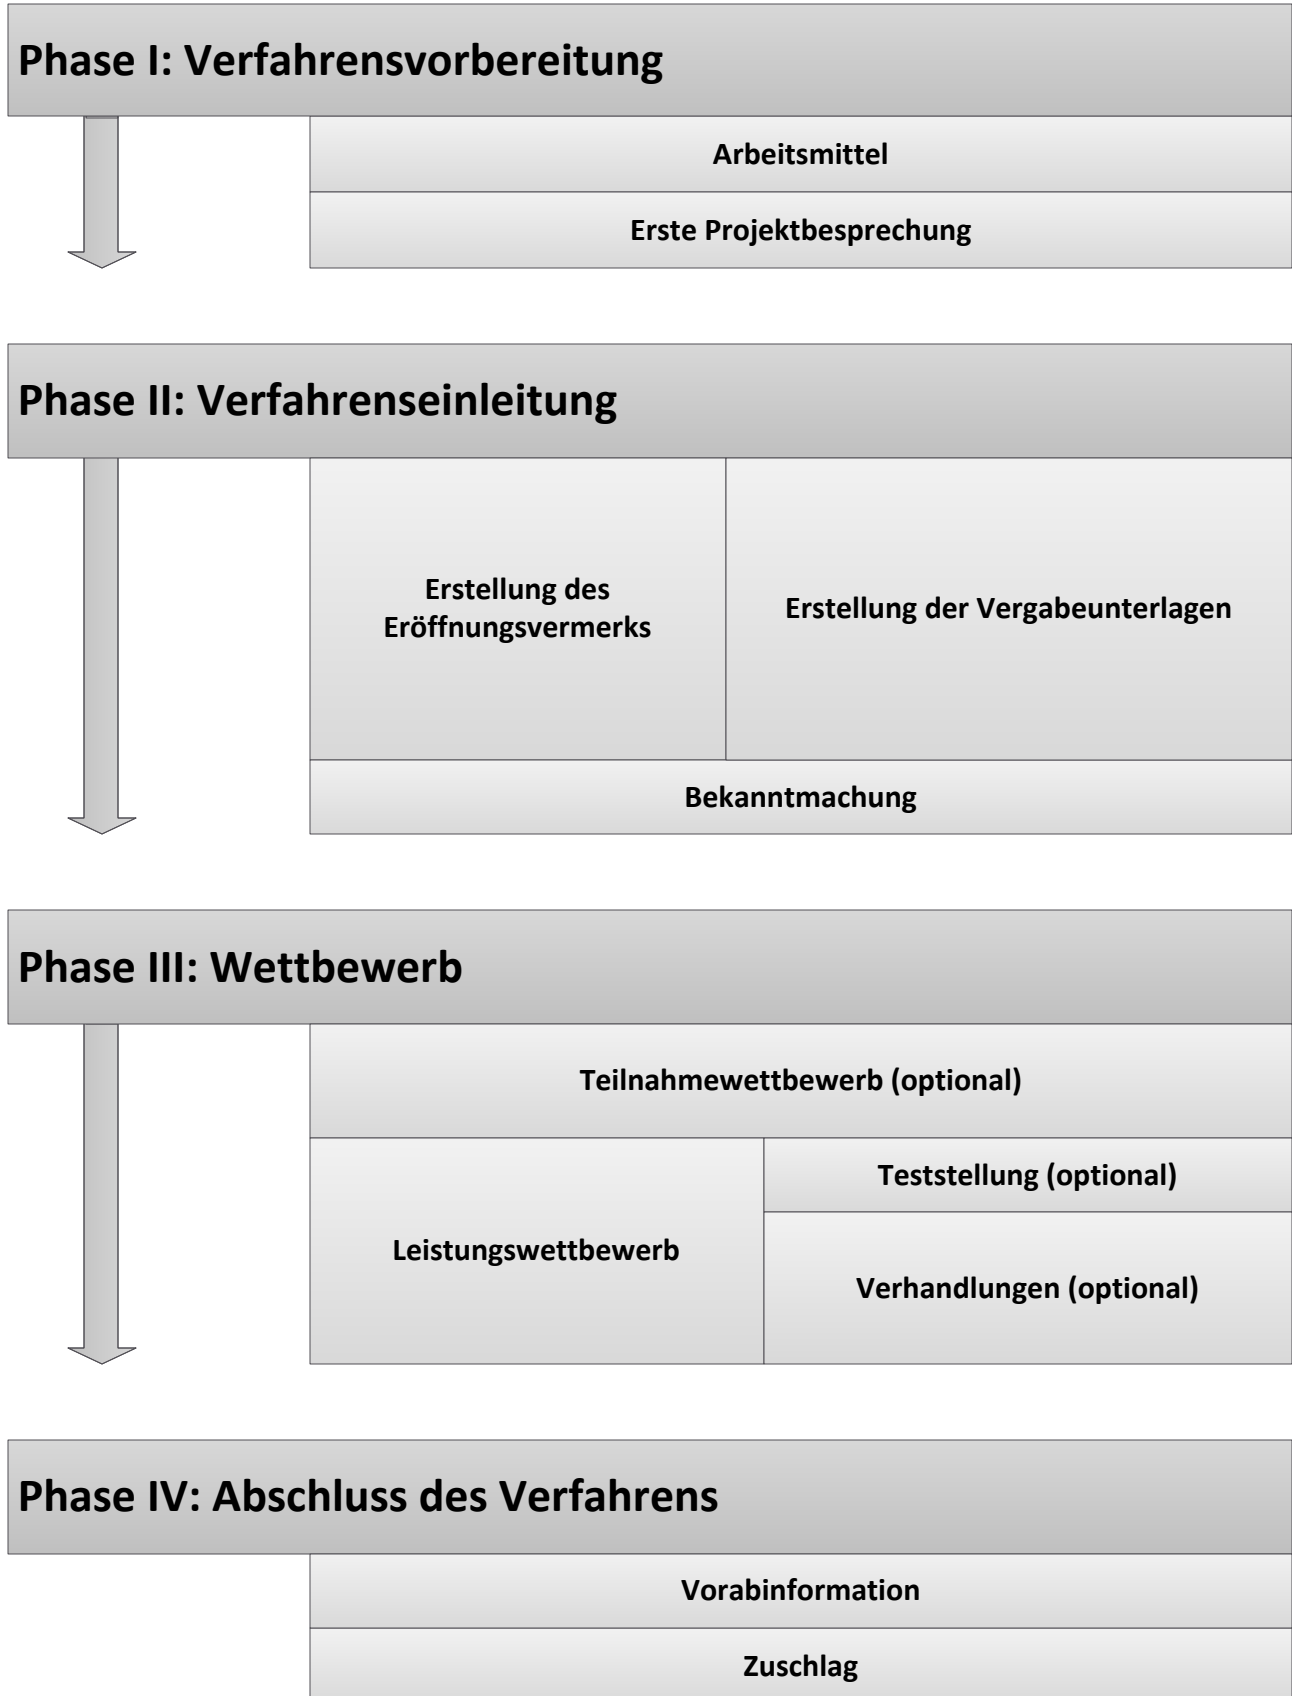 Phase I: Verfahrensvorbereitung
Arbeitsmittel
Erste Projektbesprechung
Phase II: Verfahrenseinleitung
Erstellung des
Eröffnungsvermerks
Erstellung der Vergabeunterlagen
Bekanntmachung
Phase III: Wettbewerb
Teilnahmewettbewerb (optional)
Leistungswettbewerb
Teststellung (optional)
Verhandlungen (optional)
Phase IV: Abschluss des Verfahrens
Vorabinformation
Zuschlag